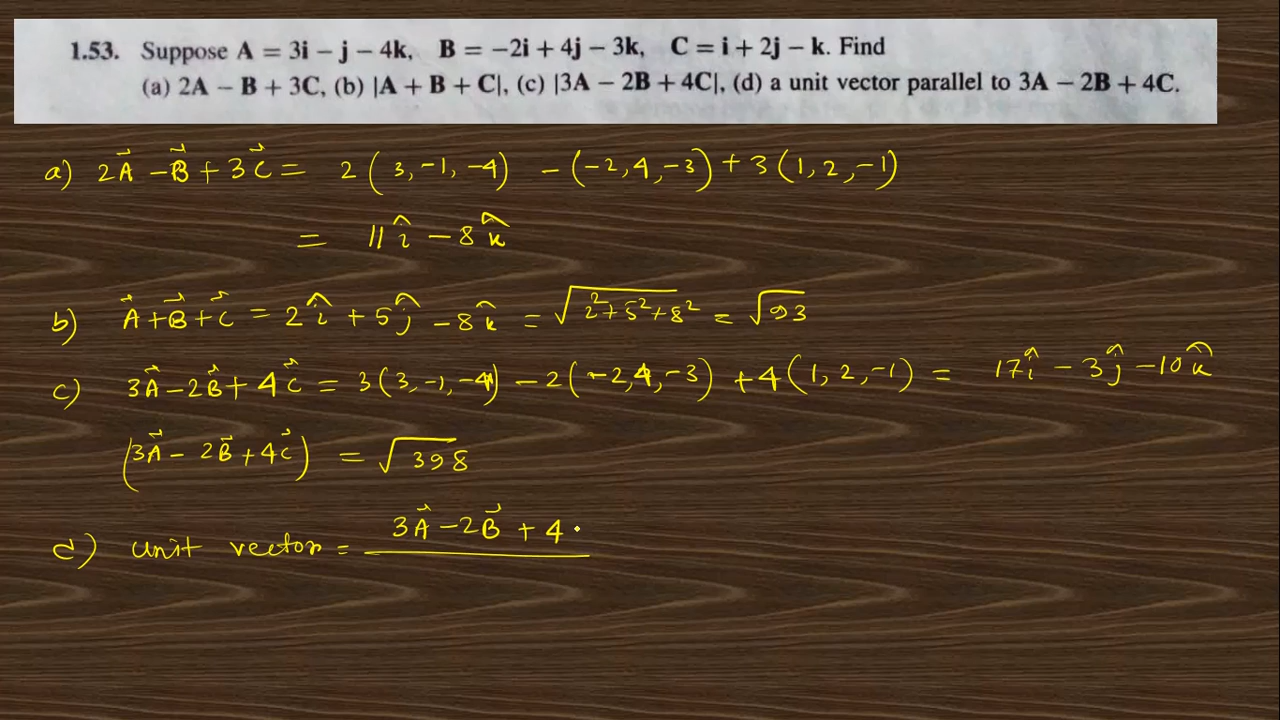 1.53. Suppose A = 3i − j − 4k, B = −2i + 4j − 3k, C = i + 2j − k. Find
(a) 2A − B + 3C, (b) |A + B + C|, (c) |3A − 2B + 4C|, (d) a unit vector parallel to 3A − 2B + 4C.
a) 2A⃗ − B⃗ + 3C⃗ = 2(3, −1, −4) − (−2, 4, −3) + 3(1, 2, −1)
= 11î − 8k̂
b) A⃗ + B⃗ + C⃗ = 2î + 5ĵ − 8k̂ = √(2² + 5² + 8²) = √93
c) 3A⃗ − 2B⃗ + 4C⃗ = 3(3, −1, −4) − 2(−2, 4, −3) + 4(1, 2, −1) = 17î − 3ĵ − 10k̂
(3A⃗ − 2B⃗ + 4C⃗) = √398
3A⃗ − 2B⃗ + 4
d) unit vector =